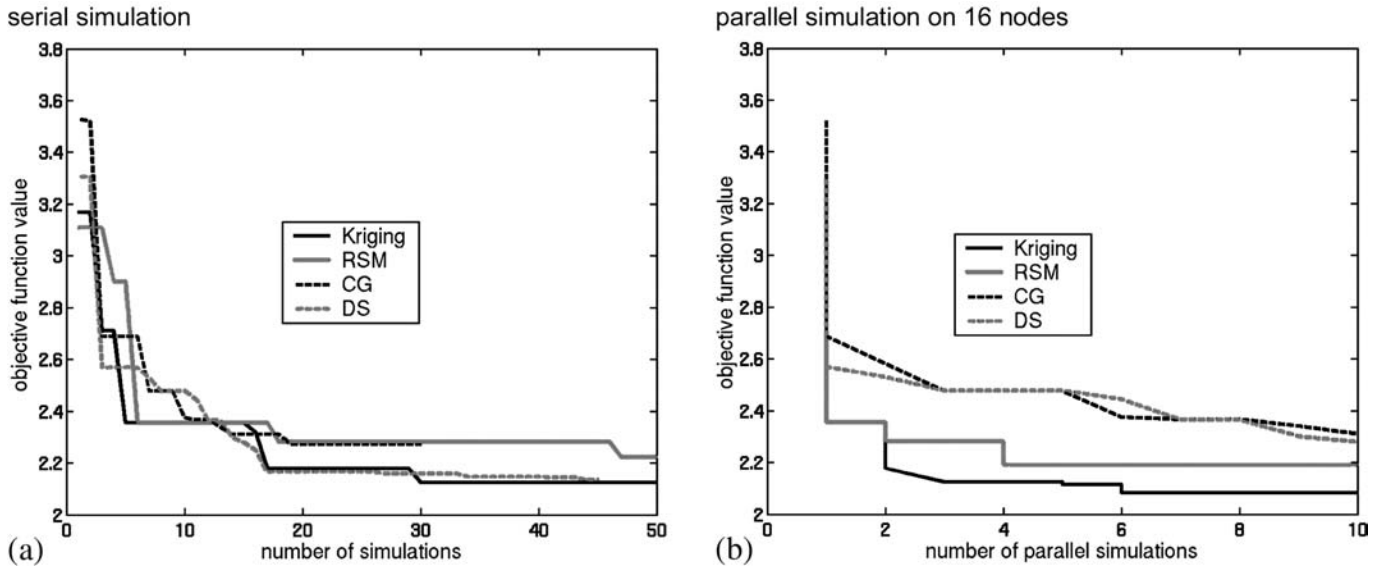 serial simulation
3.8
3.6
3.4
3.2
3
2.8
2.6
2.4
2.2
2
0 10 20 30 40 50
objective function value
number of simulations
Kriging
RSM
CG
DS
(a)
parallel simulation on 16 nodes
3.8
3.6
3.4
3.2
3
2.8
2.6
2.4
2.2
2
0 2 4 6 8 10
objective function value
number of parallel simulations
Kriging
RSM
CG
DS
(b)